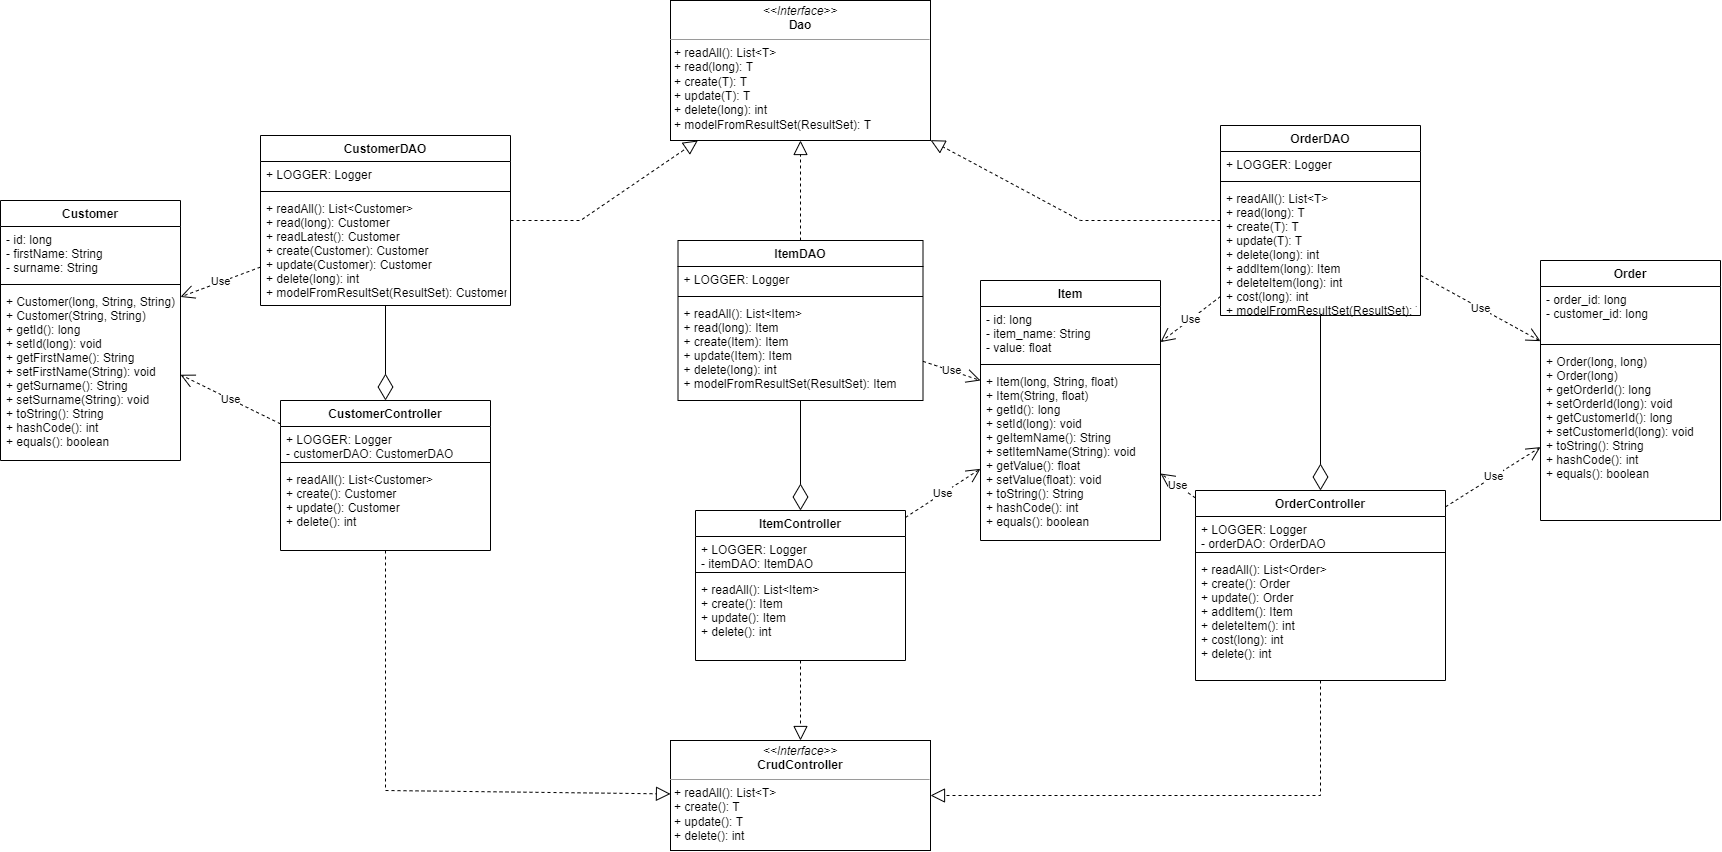 <<Interface>>
Dao
+ readAll(): List<T>
+ read(long): T
+ create(T): T
+ update(T): T
+ delete(long): int
+ modelFromResultSet(ResultSet): T
CustomerDAO
+ LOGGER: Logger
+ readAll(): List<Customer>
+ read(long): Customer
+ readLatest(): Customer
+ create(Customer): Customer
+ update(Customer): Customer
+ delete(long): int
+ modelFromResultSet(ResultSet): Customer
OrderDAO
+ LOGGER: Logger
+ readAll(): List<T>
+ read(long): T
+ create(T): T
+ update(T): T
+ delete(long): int
+ addItem(long): Item
+ deleteItem(long): int
+ cost(long): int
+ modelFromResultSet(ResultSet):
Customer
- id: long
- firstName: String
- surname: String
+ Customer(long, String, String)
+ Customer(String, String)
+ getId(): long
+ setId(long): void
+ getFirstName(): String
+ setFirstName(String): void
+ getSurname(): String
+ setSurname(String): void
+ toString(): String
+ hashCode(): int
+ equals(): boolean
Use
Use
ItemDAO
+ LOGGER: Logger
+ readAll(): List<Item>
+ read(long): Item
+ create(Item): Item
+ update(Item): Item
+ delete(long): int
+ modelFromResultSet(ResultSet): Item
Use
Item
- id: long
- item_name: String
- value: float
+ Item(long, String, float)
+ Item(String, float)
+ getId(): long
+ setId(long): void
+ geItemName(): String
+ setItemName(String): void
+ getValue(): float
+ setValue(float): void
+ toString(): String
+ hashCode(): int
+ equals(): boolean
Use
Use
Order
- order_id: long
- customer_id: long
+ Order(long, long)
+ Order(long)
+ getOrderId(): long
+ setOrderId(long): void
+ getCustomerId(): long
+ setCustomerId(long): void
+ toString(): String
+ hashCode(): int
+ equals(): boolean
CustomerController
+ LOGGER: Logger
- customerDAO: CustomerDAO
+ readAll(): List<Customer>
+ create(): Customer
+ update(): Customer
+ delete(): int
Use
Use
Use
ItemController
+ LOGGER: Logger
- itemDAO: ItemDAO
+ readAll(): List<Item>
+ create(): Item
+ update(): Item
+ delete(): int
OrderController
+ LOGGER: Logger
- orderDAO: OrderDAO
+ readAll(): List<Order>
+ create(): Order
+ update(): Order
+ addItem(): Item
+ deleteItem(): int
+ cost(long): int
+ delete(): int
<<Interface>>
CrudController
+ readAll(): List<T>
+ create(): T
+ update(): T
+ delete(): int